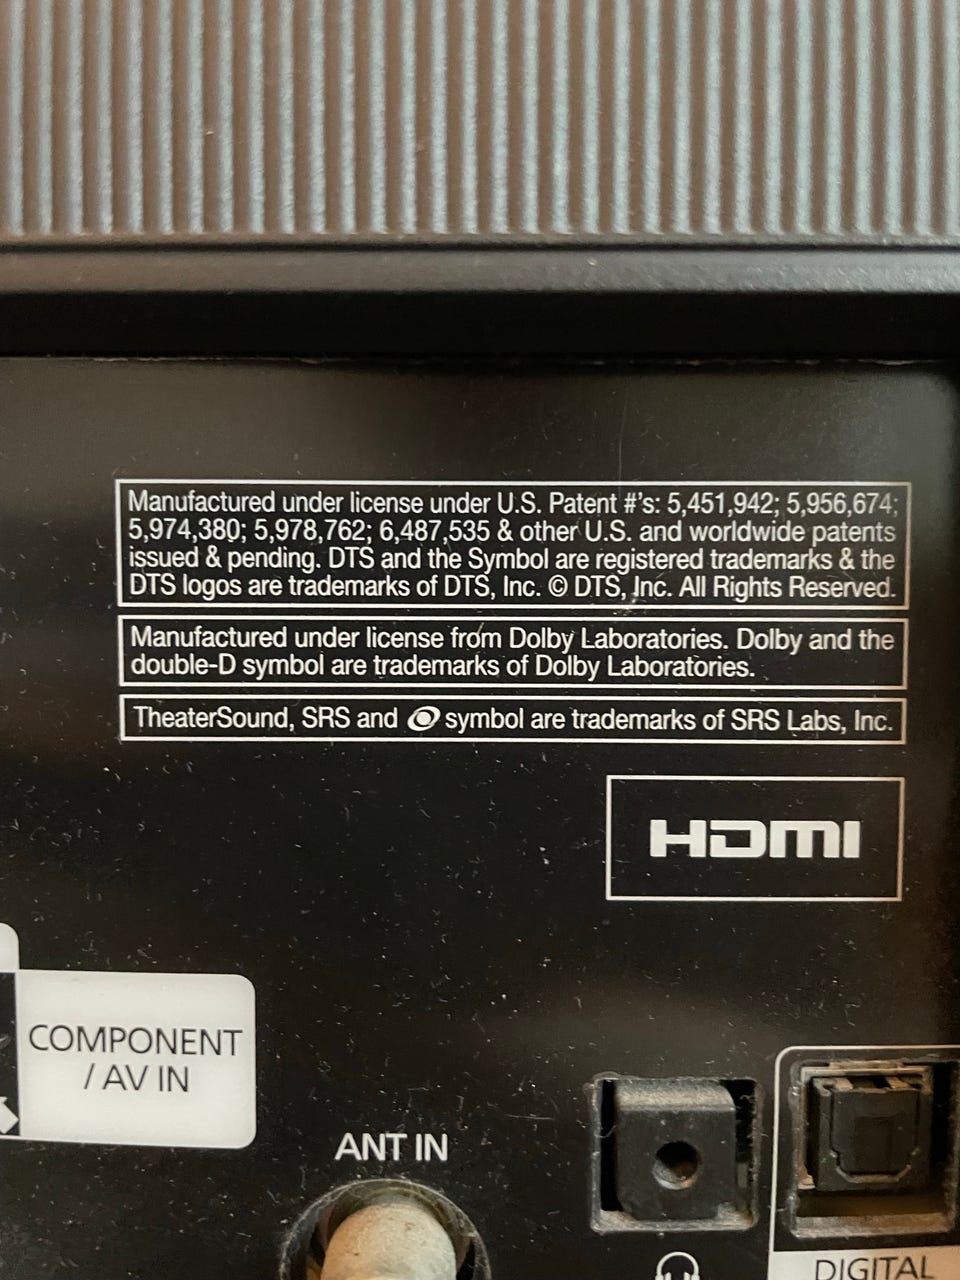 Manufactured under license under U.S. Patent #'s: 5,451,942; 5,956,674;
5,974,380; 5,978,762; 6,487,535 & other U.S. and worldwide patents
issued & pending. DTS and the Symbol are registered trademarks & the
DTS logos are trademarks of DTS, Inc. © DTS, Inc. All Rights Reserved.
Manufactured under license from Dolby Laboratories. Dolby and the
double-D symbol are trademarks of Dolby Laboratories.
TheaterSound, SRS and symbol are trademarks of SRS Labs, Inc.
HDMI
COMPONENT
/ AV IN
ANT IN
DIGITAL